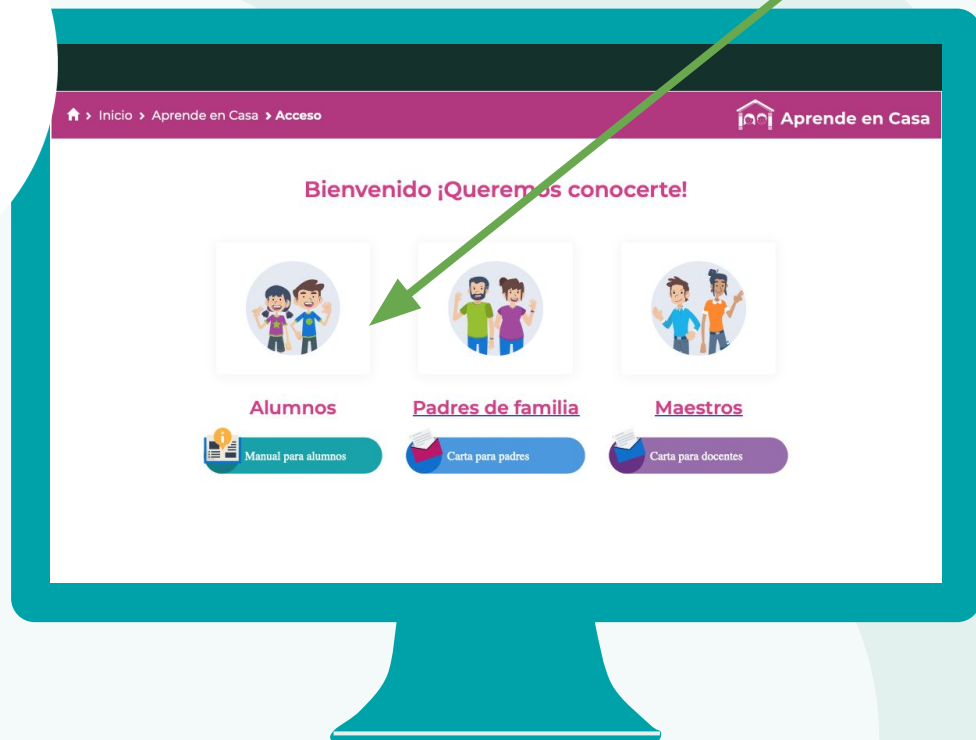 > Inicio > Aprende en Casa > Acceso
Aprende en Casa
Bienvenido ¡Queremos conocerte!
Alumnos
Padres de familia
Maestros
Manual para alumnos
Carta para padres
Carta para docentes